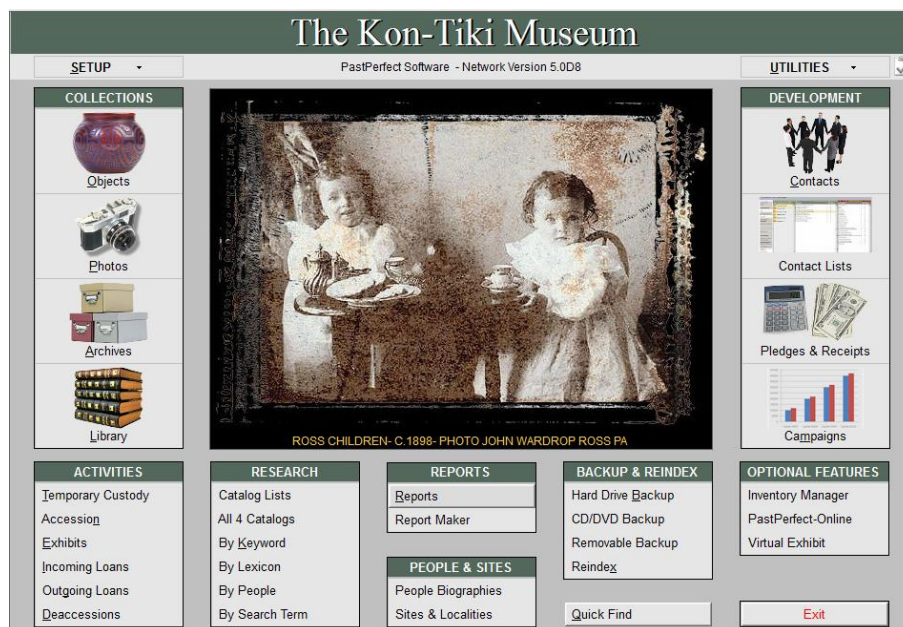 The Kon-Tiki Museum
SETUP
PastPerfect Software - Network Version 5.0D8
UTILITIES
COLLECTIONS
Objects
Photos
Archives
Library
ROSS CHILDREN- C.1898- PHOTO JOHN WARDROP ROSS PA
DEVELOPMENT
Contacts
Contact Lists
Pledges & Receipts
Campaigns
ACTIVITIES
Temporary Custody
Accession
Exhibits
Incoming Loans
Outgoing Loans
Deaccessions
RESEARCH
Catalog Lists
All 4 Catalogs
By Keyword
By Lexicon
By People
By Search Term
REPORTS
Reports
Report Maker
PEOPLE & SITES
People Biographies
Sites & Localities
BACKUP & REINDEX
Hard Drive Backup
CD/DVD Backup
Removable Backup
Reindex
Quick Find
OPTIONAL FEATURES
Inventory Manager
PastPerfect-Online
Virtual Exhibit
Exit